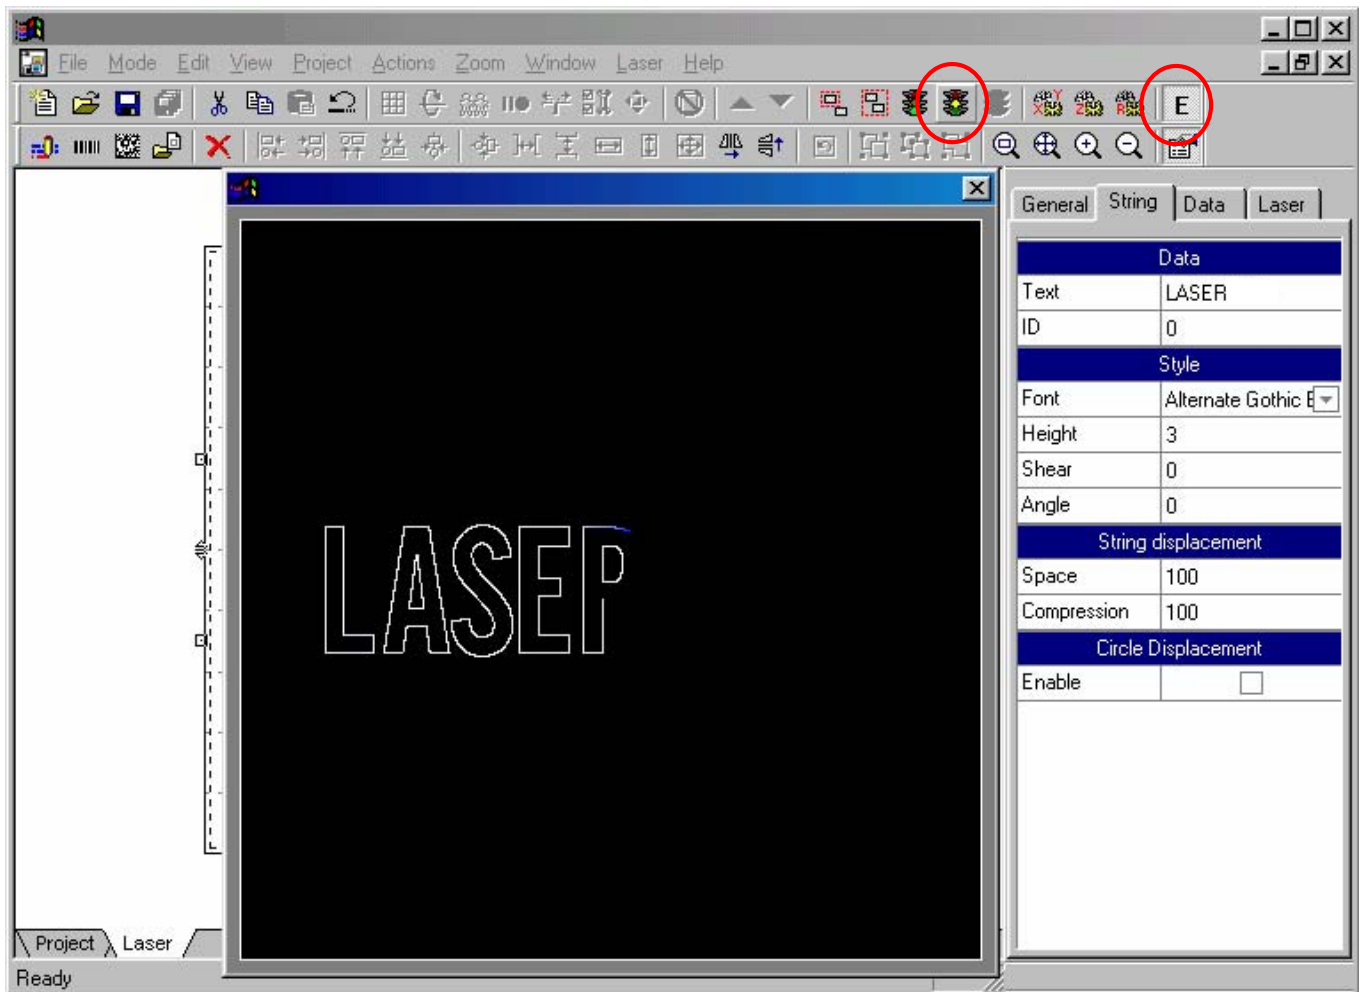 File Mode Edit View Project Actions Zoom Window Laser Help
E
General String Data Laser
Data
Text LASER
ID 0
Style
Font Alternate Gothic
Height 3
Shear 0
Angle 0
String displacement
Space 100
Compression 100
Circle Displacement
Enable
LASEP
Project Laser
Ready